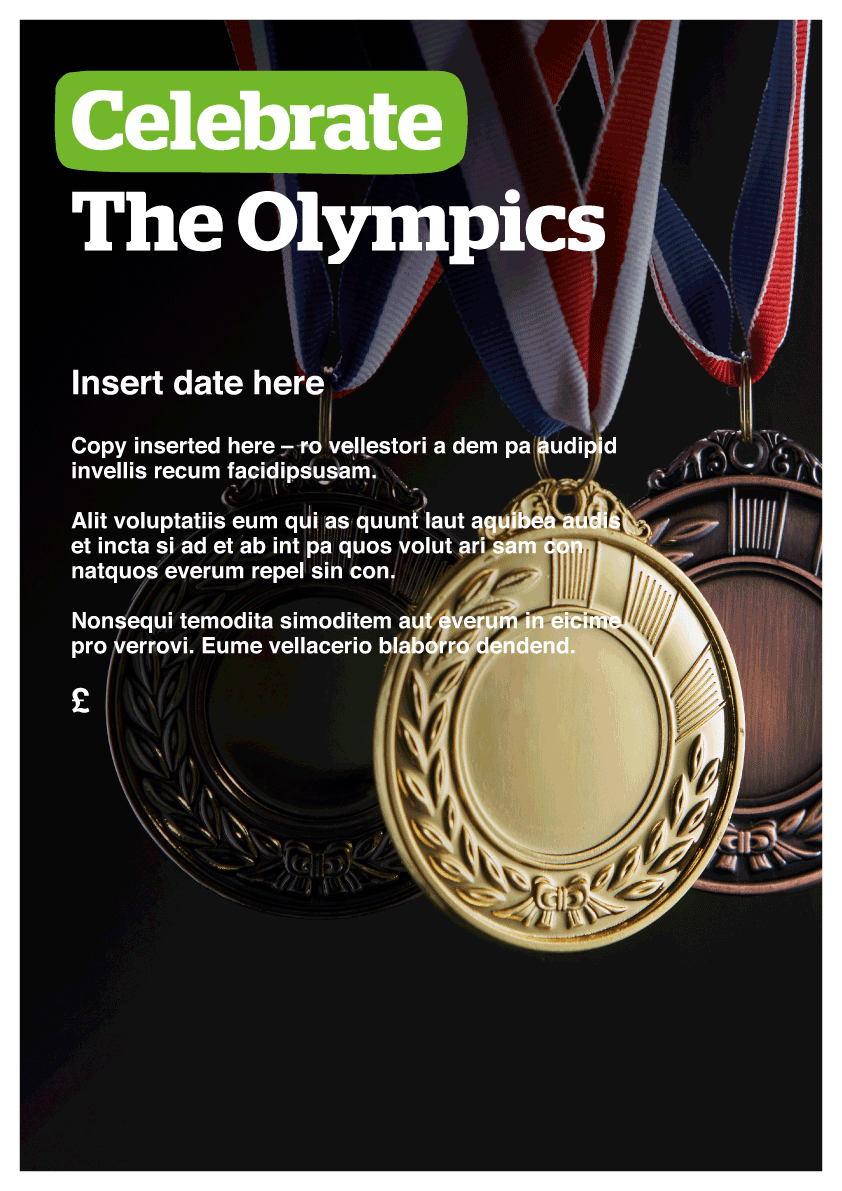 Celebrate
The Olympics
Insert date here
Copy inserted here – ro vellestori a dem pa audipid
invellis recum facidipsusam.
Alit voluptatiis eum qui as quunt laut aquibea audis
et incta si ad et ab int pa quos volut ari sam con
natquos everum repel sin con.
Nonsequi temodita simoditem aut everum in eicime
pro verrovi. Eume vellacerio blaborro dendend.
£